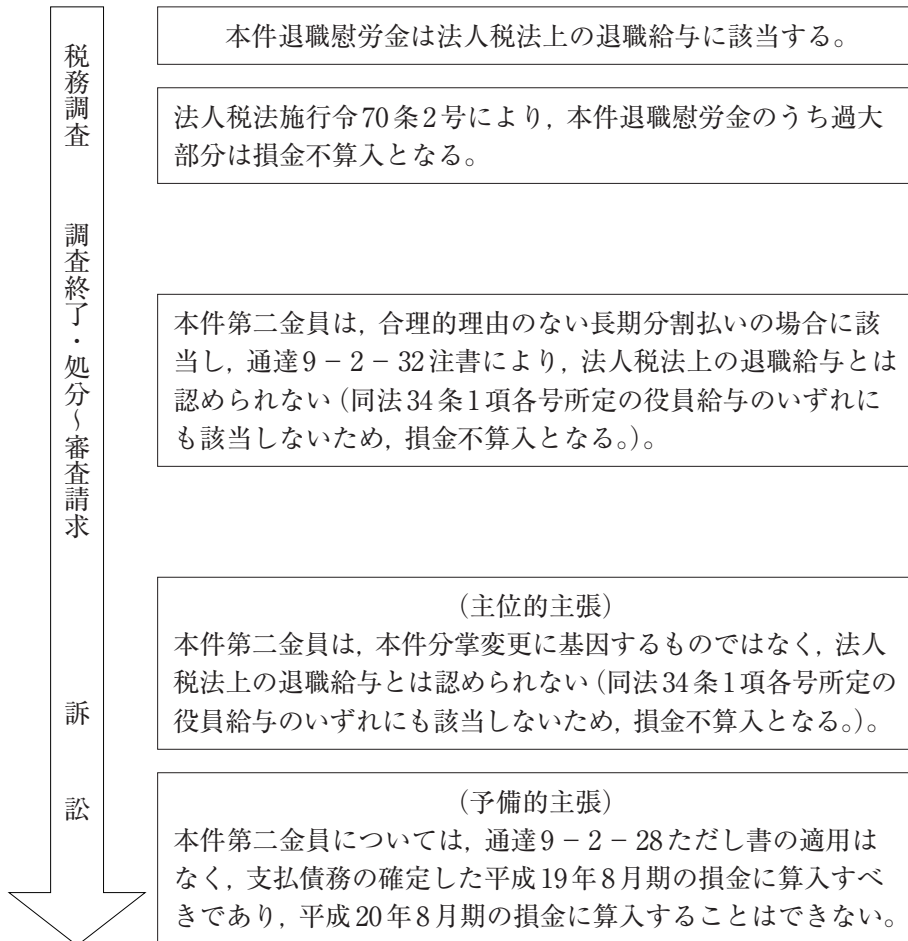 税務調査
本件退職慰労金は法人税法上の退職給与に該当する。
法人税法施行令70条2号により，本件退職慰労金のうち過大
部分は損金不算入となる。
調査終了・処分～審査請求
本件第二金員は，合理的理由のない長期分割払いの場合に該
当し，通達9－2－32注書により，法人税法上の退職給与とは
認められない（同法34条1項各号所定の役員給与のいずれに
も該当しないため，損金不算入となる。）。
訴訟
（主位的主張）
本件第二金員は，本件分掌変更に基因するものではなく，法人
税法上の退職給与とは認められない（同法34条1項各号所定の
役員給与のいずれにも該当しないため，損金不算入となる。）。
（予備的主張）
本件第二金員については，通達9－2－28ただし書の適用は
なく，支払債務の確定した平成19年8月期の損金に算入すべ
きであり，平成20年8月期の損金に算入することはできない。